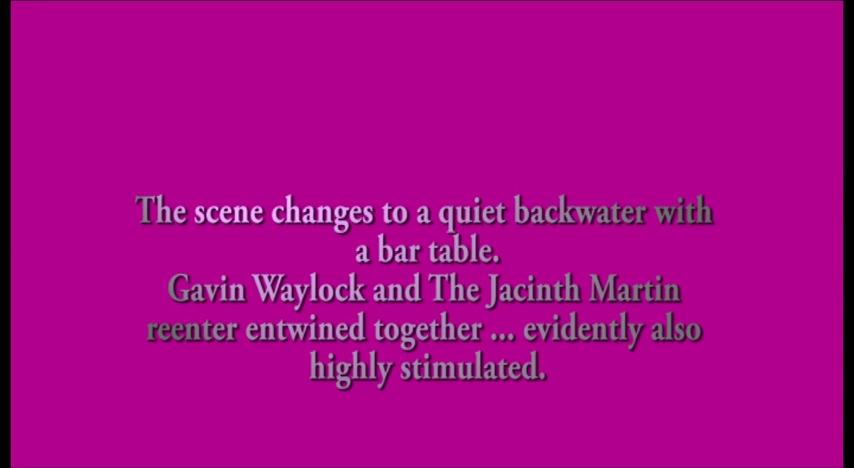 The scene changes to a quiet backwater with
a bar table.
Gavin Waylock and The Jacinth Martin
reenter entwined together ... evidently also
highly stimulated.